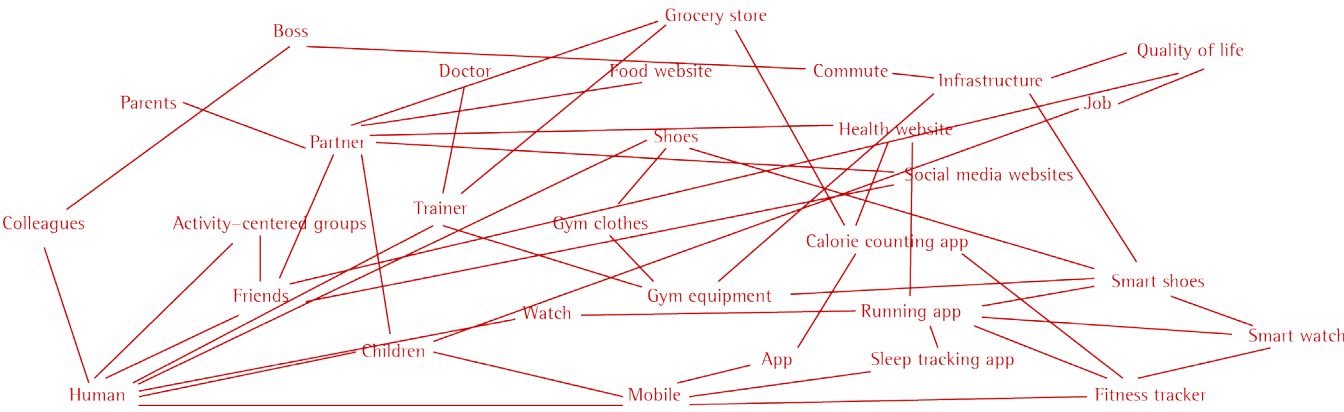 Grocery store
Boss
Quality of life
Doctor
Food website
Commute
Infrastructure
Parents
Job
Partner
Shoes
Health website
Social media websites
Trainer
Colleagues
Activity-centered groups
Gym clothes
Calorie counting app
Smart shoes
Friends
Gym equipment
Watch
Running app
Smart watch
Children
App
Sleep tracking app
Human
Mobile
Fitness tracker